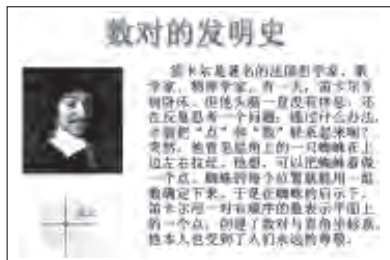 数对的发明史
笛卡尔是著名的法国哲学家、数
学家、物理学家。有一天，笛卡尔生
病卧床，但他头脑一直没有休息，还
在反复思考一个问题：通过什么办法，
才能把“点”和“数”联系起来呢？
突然，他看见屋角上的一只蜘蛛在上
边左右拉丝。他想，可以把蜘蛛看做
一个点，蜘蛛的每个位置就能用一组
数确定下来。于是在蜘蛛的启示下，
笛卡尔用一对有顺序的数表示平面上
的一个点，创建了数对与直角坐标系。
他本人也受到了人们永远的尊敬。